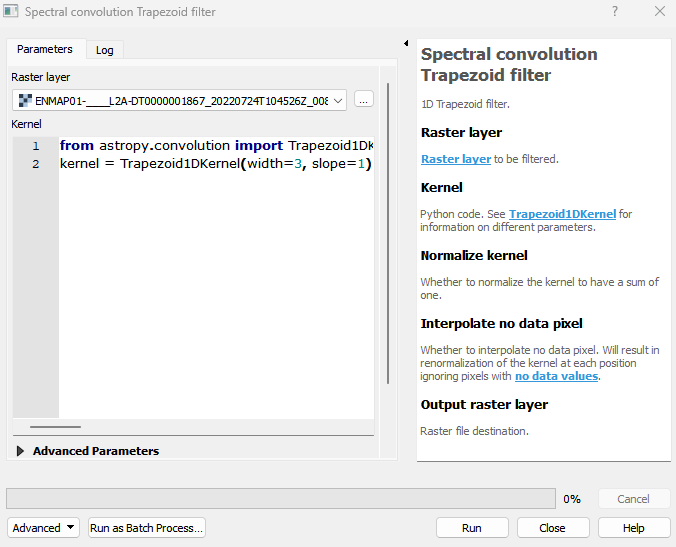 Spectral convolution Trapezoid filter
?
Parameters
Log
Raster layer
ENMAP01-____L2A-DT0000001867_20220724T104526Z_008
...
Kernel
1 from astropy.convolution import Trapezoid1DK
2 kernel = Trapezoid1DKernel(width=3, slope=1)
Advanced Parameters
Spectral convolution
Trapezoid filter
1D Trapezoid filter.
Raster layer
Raster layer to be filtered.
Kernel
Python code. See Trapezoid1DKernel for
information on different parameters.
Normalize kernel
Whether to normalize the kernel to have a sum of
one.
Interpolate no data pixel
Whether to interpolate no data pixel. Will result in
renormalization of the kernel at each position
ignoring pixels with no data values.
Output raster layer
Raster file destination.
0%
Cancel
Advanced
Run as Batch Process...
Run
Close
Help